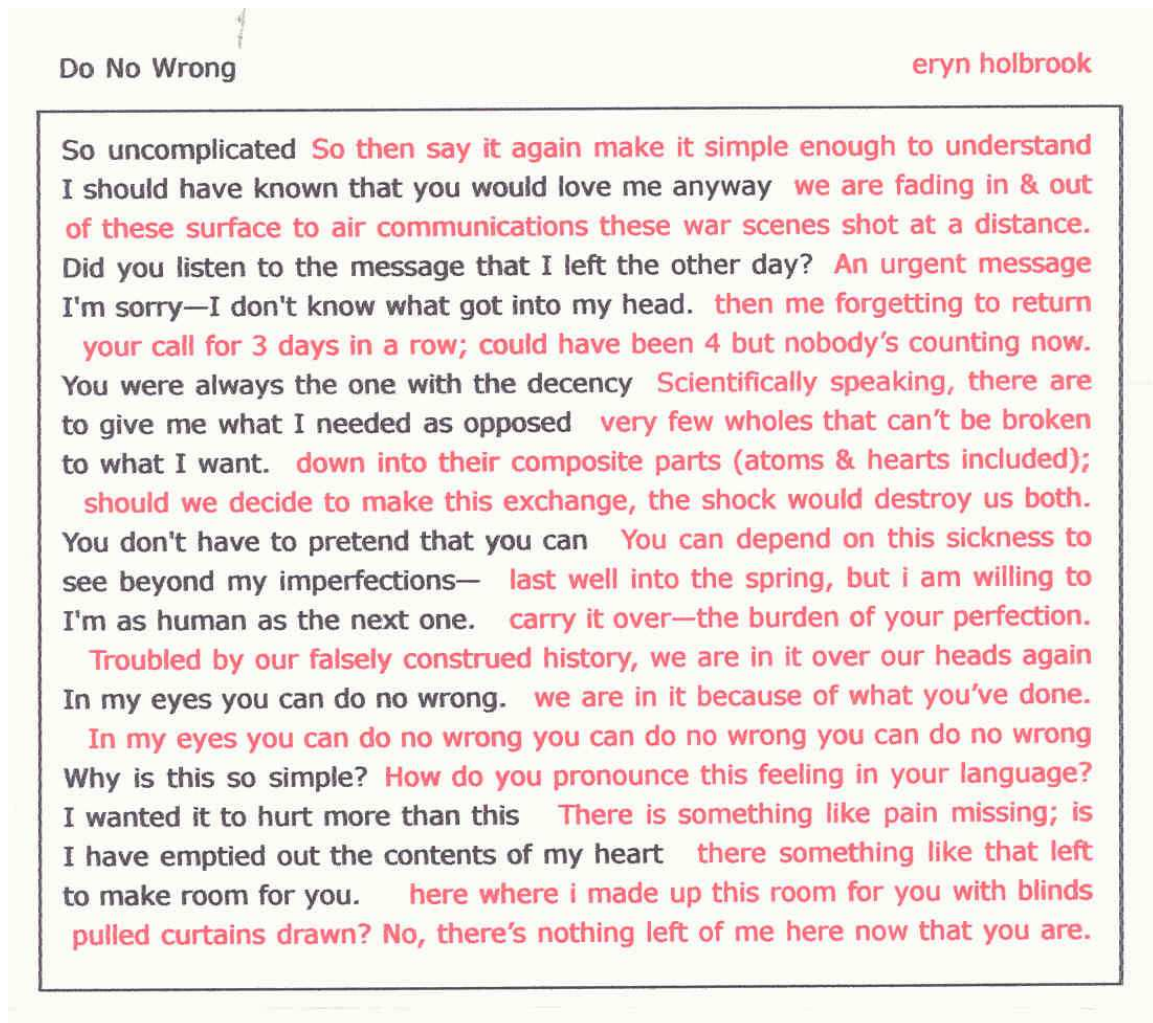 Do No Wrong eryn holbrook
So uncomplicated So then say it again make it simple enough to understand
I should have known that you would love me anyway we are fading in & out
of these surface to air communications these war scenes shot at a distance.
Did you listen to the message that I left the other day? An urgent message
I'm sorry—I don't know what got into my head. then me forgetting to return
your call for 3 days in a row; could have been 4 but nobody's counting now.
You were always the one with the decency Scientifically speaking, there are
to give me what I needed as opposed very few wholes that can't be broken
to what I want. down into their composite parts (atoms & hearts included);
should we decide to make this exchange, the shock would destroy us both.
You don't have to pretend that you can You can depend on this sickness to
see beyond my imperfections— last well into the spring, but i am willing to
I'm as human as the next one. carry it over—the burden of your perfection.
Troubled by our falsely construed history, we are in it over our heads again
In my eyes you can do no wrong. we are in it because of what you've done.
In my eyes you can do no wrong you can do no wrong you can do no wrong
Why is this so simple? How do you pronounce this feeling in your language?
I wanted it to hurt more than this There is something like pain missing; is
I have emptied out the contents of my heart there something like that left
to make room for you. here where i made up this room for you with blinds
pulled curtains drawn? No, there's nothing left of me here now that you are.